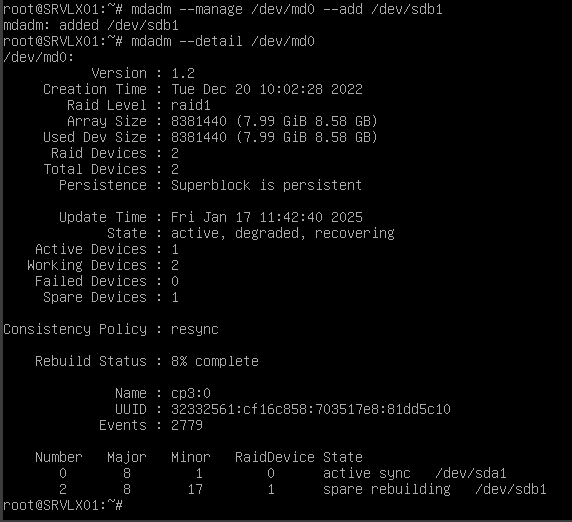 root@SRVLX01:~# mdadm --manage /dev/md0 --add /dev/sdb1
mdadm: added /dev/sdb1
root@SRVLX01:~# mdadm --detail /dev/md0
/dev/md0:
Version : 1.2
Creation Time : Tue Dec 20 10:02:28 2022
Raid Level : raid1
Array Size : 8381440 (7.99 GiB 8.58 GB)
Used Dev Size : 8381440 (7.99 GiB 8.58 GB)
Raid Devices : 2
Total Devices : 2
Persistence : Superblock is persistent
Update Time : Fri Jan 17 11:42:40 2025
State : active, degraded, recovering
Active Devices : 1
Working Devices : 2
Failed Devices : 0
Spare Devices : 1
Consistency Policy : resync
Rebuild Status : 8% complete
Name : cp3:0
UUID : 32332561:cf16c858:703517e8:81dd5c10
Events : 2779
Number Major Minor RaidDevice State
0 8 1 0 active sync /dev/sda1
2 8 17 1 spare rebuilding /dev/sdb1
root@SRVLX01:~#